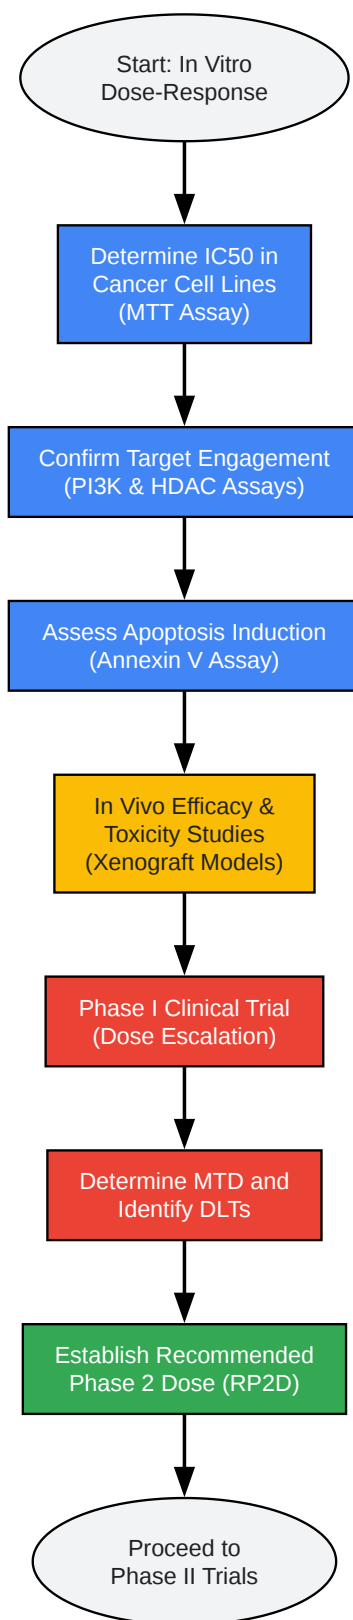 Start: In Vitro
Dose-Response
Determine IC50 in
Cancer Cell Lines
(MTT Assay)
Confirm Target Engagement
(PI3K & HDAC Assays)
Assess Apoptosis Induction
(Annexin V Assay)
In Vivo Efficacy &
Toxicity Studies
(Xenograft Models)
Phase I Clinical Trial
(Dose Escalation)
Determine MTD and
Identify DLTs
Establish Recommended
Phase 2 Dose (RP2D)
Proceed to
Phase II Trials